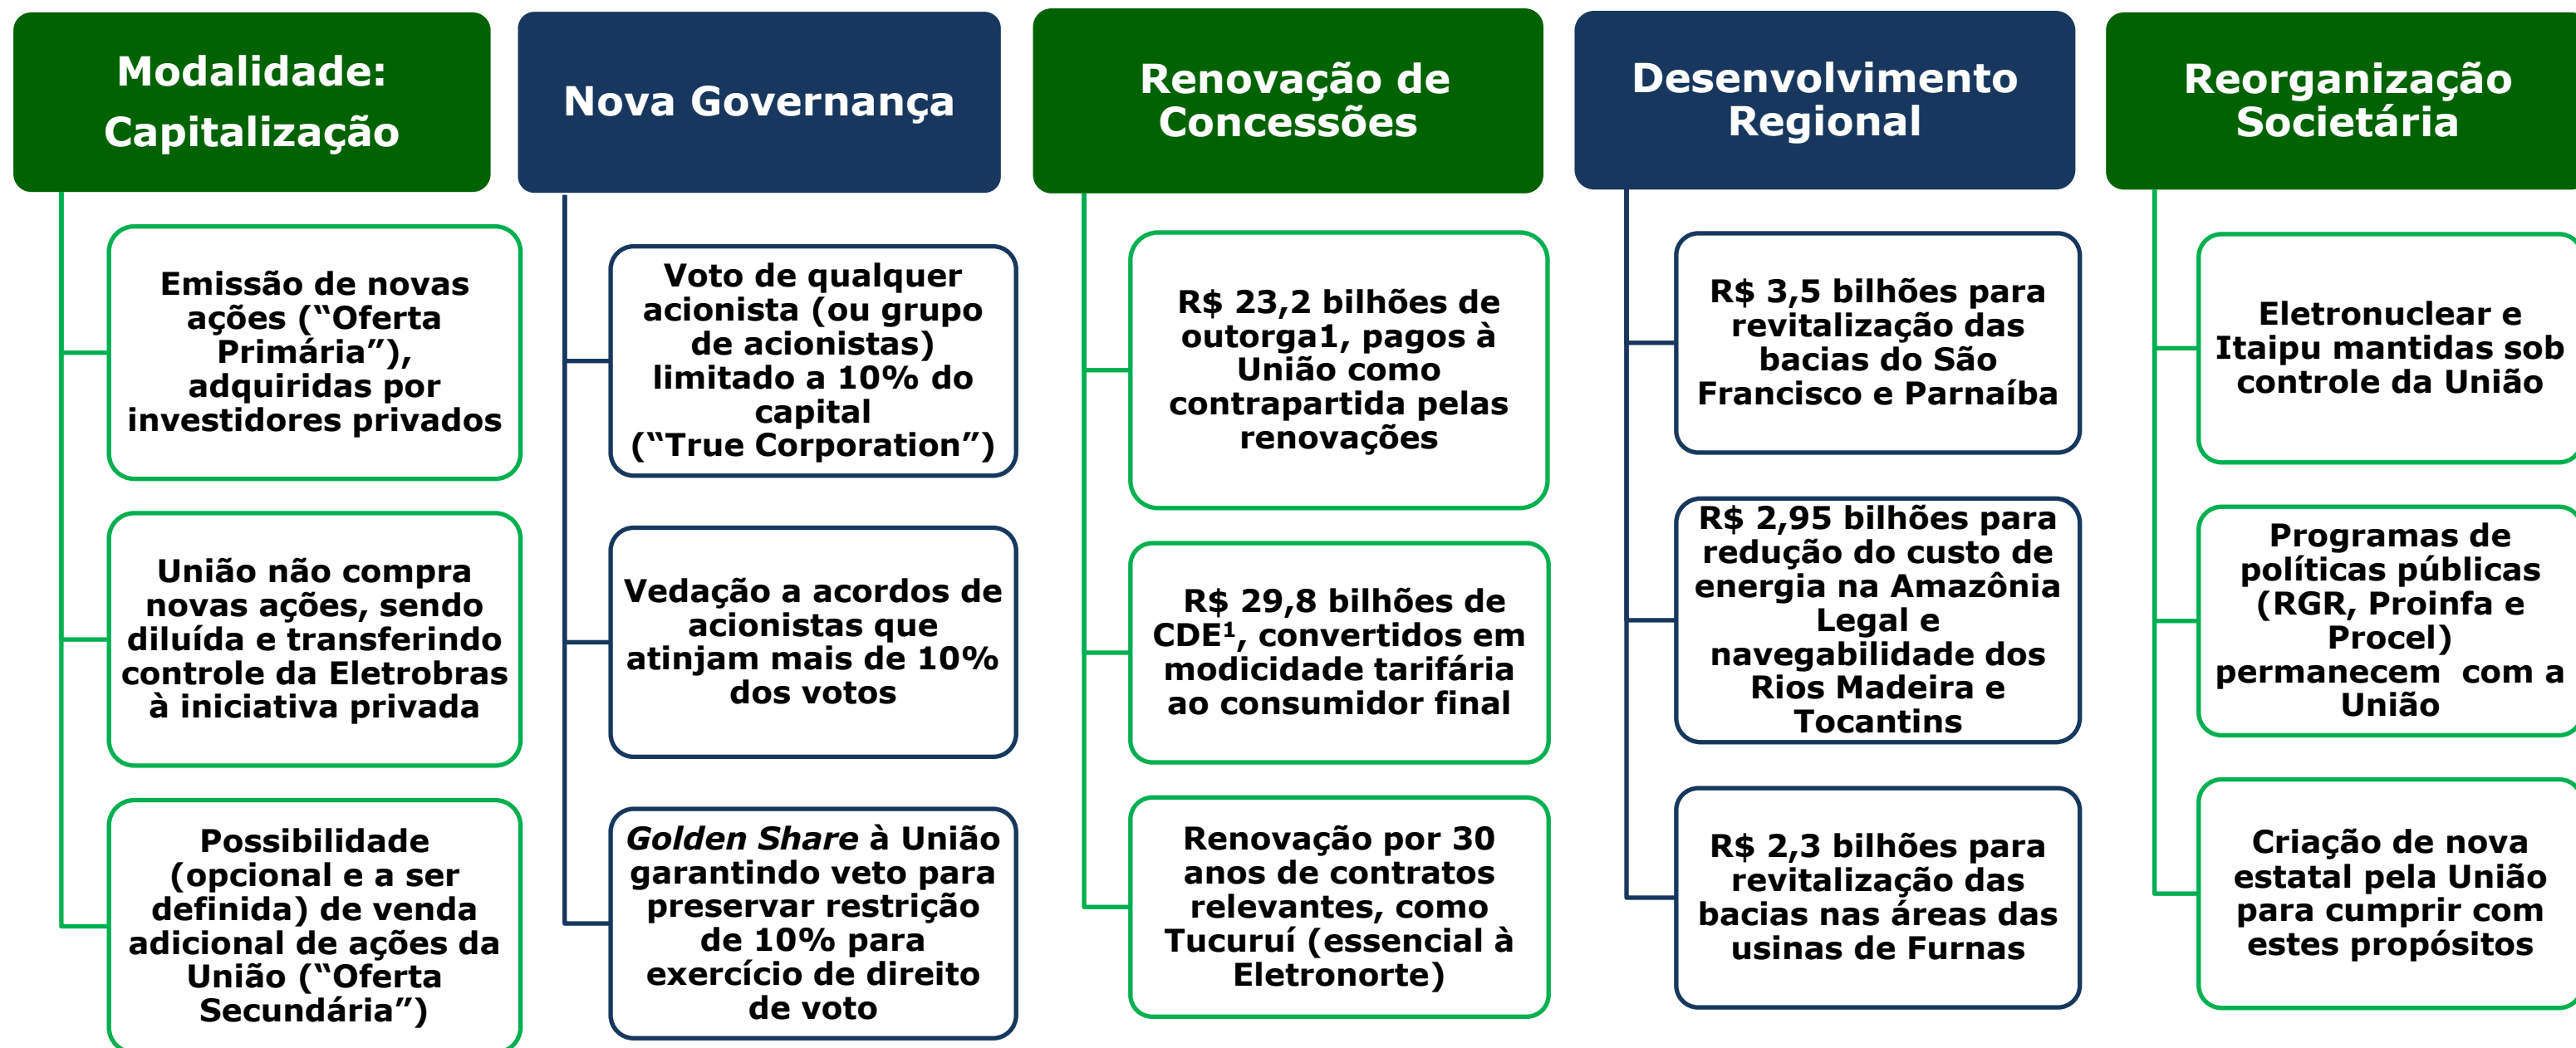 Modalidade:
Capitalização
Emissão de novas
ações (“Oferta
Primária”),
adquiridas por
investidores privados
União não compra
novas ações, sendo
diluída e transferindo
controle da Eletrobras
à iniciativa privada
Possibilidade
(opcional e a ser
definida) de venda
adicional de ações da
União (“Oferta
Secundária”)
Nova Governança
Voto de qualquer
acionista (ou grupo
de acionistas)
limitado a 10% do
capital
(“True Corporation”)
Vedação a acordos de
acionistas que
atinjam mais de 10%
dos votos
Golden Share à União
garantindo veto para
preservar restrição
de 10% para
exercício de direito
de voto
Renovação de
Concessões
R$ 23,2 bilhões de
outorga1, pagos à
União como
contrapartida pelas
renovações
R$ 29,8 bilhões de
CDE¹, convertidos em
modicidade tarifária
ao consumidor final
Renovação por 30
anos de contratos
relevantes, como
Tucuruí (essencial à
Eletronorte)
Desenvolvimento
Regional
R$ 3,5 bilhões para
revitalização das
bacias do São
Francisco e Parnaíba
R$ 2,95 bilhões para
redução do custo de
energia na Amazônia
Legal e
navegabilidade dos
Rios Madeira e
Tocantins
R$ 2,3 bilhões para
revitalização das
bacias nas áreas das
usinas de Furnas
Reorganização
Societária
Eletronuclear e
Itaipu mantidas sob
controle da União
Programas de
políticas públicas
(RGR, Proinfa e
Procel)
permanecem  com a
União
Criação de nova
estatal pela União
para cumprir com
estes propósitos